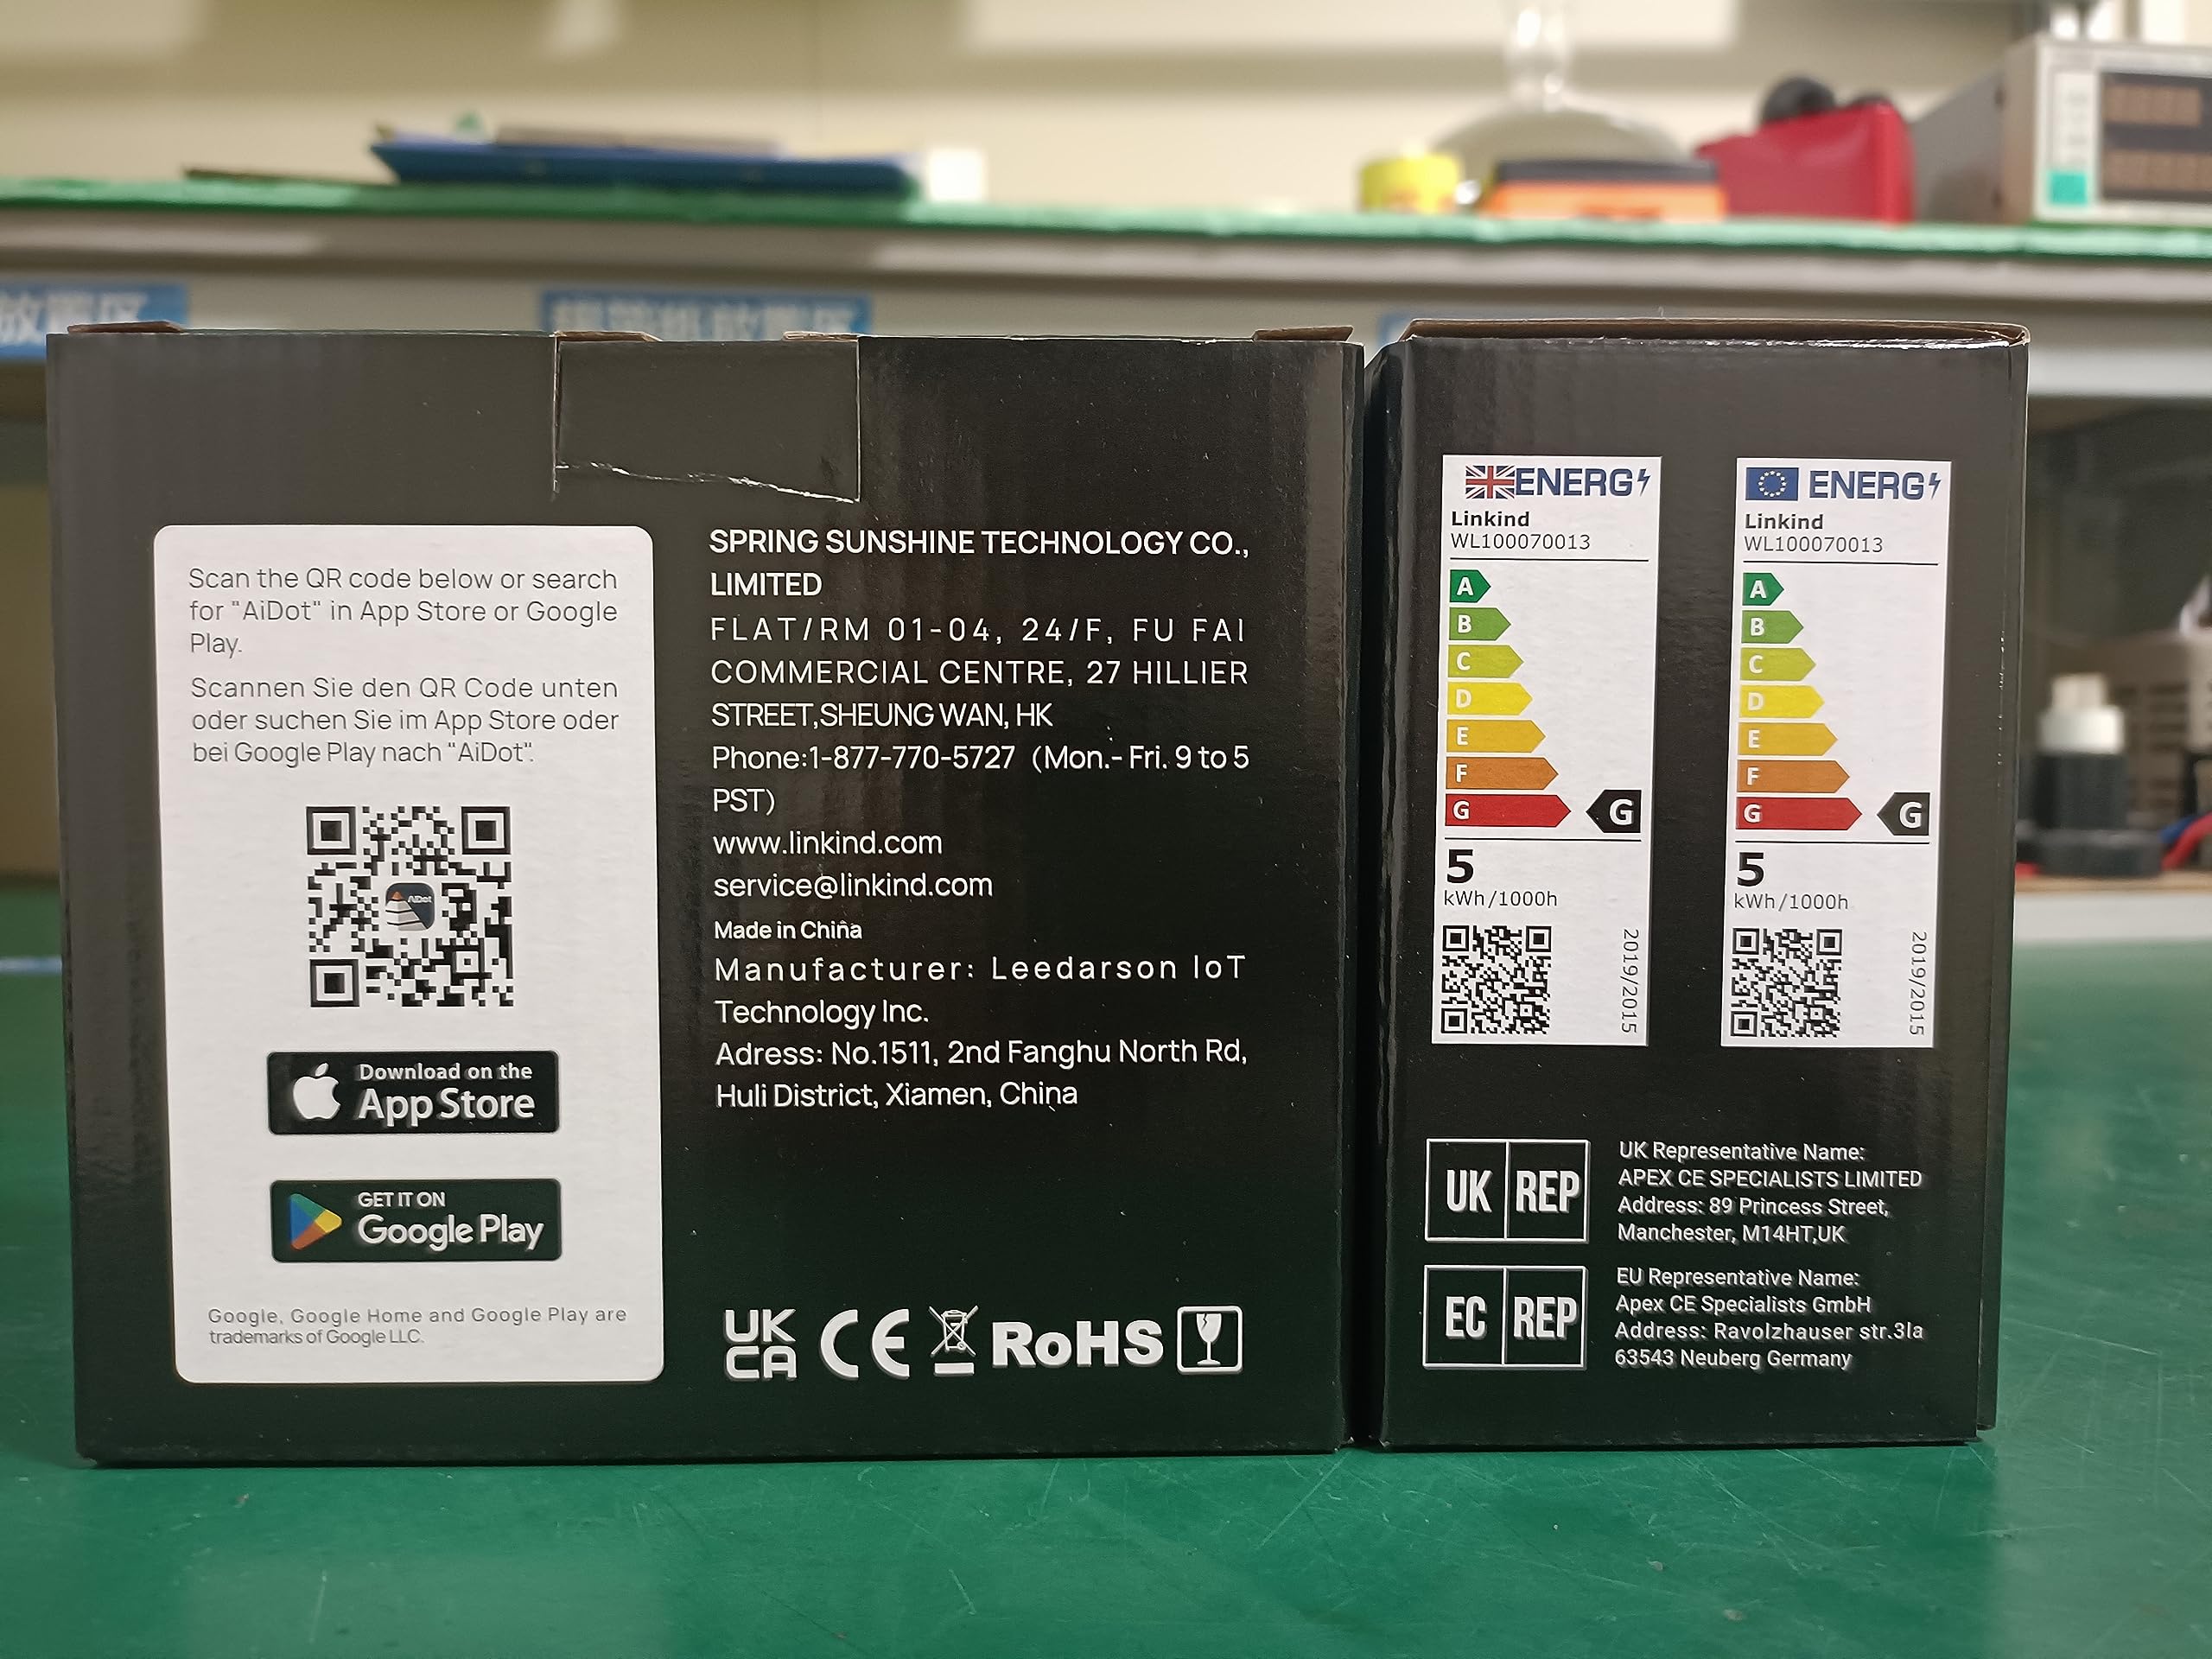 Scan the QR code below or search
for "AiDot" in App Store or Google
Play.
Scannen Sie den QR Code unten
oder suchen Sie im App Store oder
bei Google Play nach "AiDot".
AiDot
Download on the
App Store
GET IT ON
Google Play
Google, Google Home and Google Play are
trademarks of Google LLC.
SPRING SUNSHINE TECHNOLOGY CO.,
LIMITED
FLAT/RM 01-04, 24/F, FU FAI
COMMERCIAL CENTRE, 27 HILLIER
STREET,SHEUNG WAN, HK
Phone:1-877-770-5727 (Mon.- Fri. 9 to 5
PST)
www.linkind.com
service@linkind.com
Made in China
Manufacturer: Leedarson IoT
Technology Inc.
Adress: No.1511, 2nd Fanghu North Rd,
Huli District, Xiamen, China
UK
CA CE RoHS
ENERG
Linkind
WL100070013
A
B
C
D
E
F
G G
5
kWh/1000h
2019/2015
ENERG
Linkind
WL100070013
A
B
C
D
E
F
G G
5
kWh/1000h
2019/2015
UK REP
UK Representative Name:
APEX CE SPECIALISTS LIMITED
Address: 89 Princess Street,
Manchester, M14HT,UK
EC REP
EU Representative Name:
Apex CE Specialists GmbH
Address: Ravolzhauser str.3la
63543 Neuberg Germany